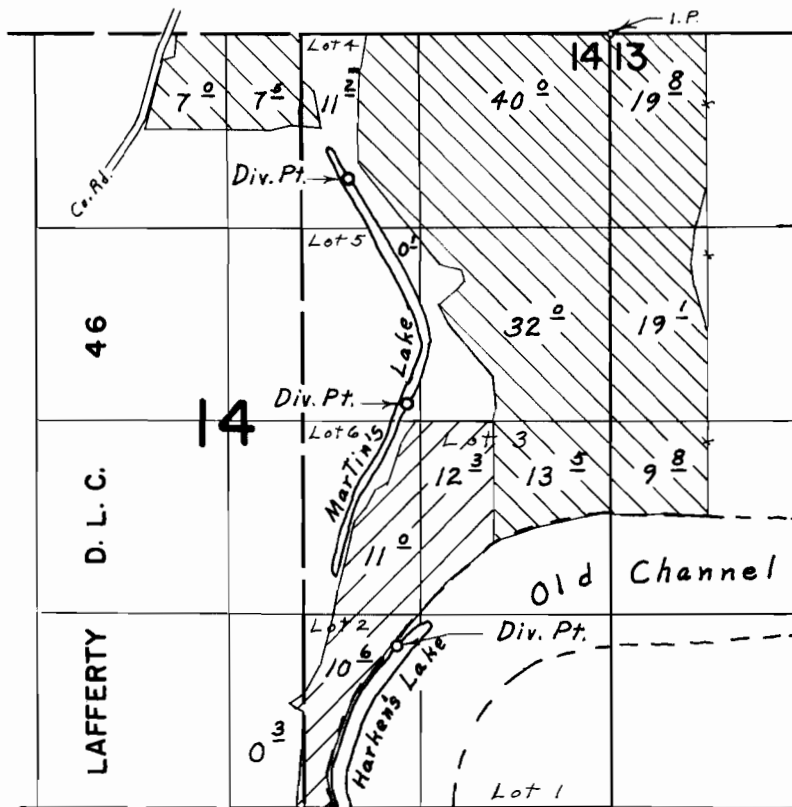 I.P.
Lot 4
14 13
7 0
7 5
11 2
40 0
19 8
Co. Rd.
Div. Pt.
Lot 5
0 7
46
32 0
19 1
Martin's Lake
Div. Pt.
14
Lot 6
Lot 3
12 3
13 5
9 8
D. L. C.
11 0
Old Channel
Lot 2
Div. Pt.
10 6
Harken's Lake
LAFFERTY
0 3
Lot 1